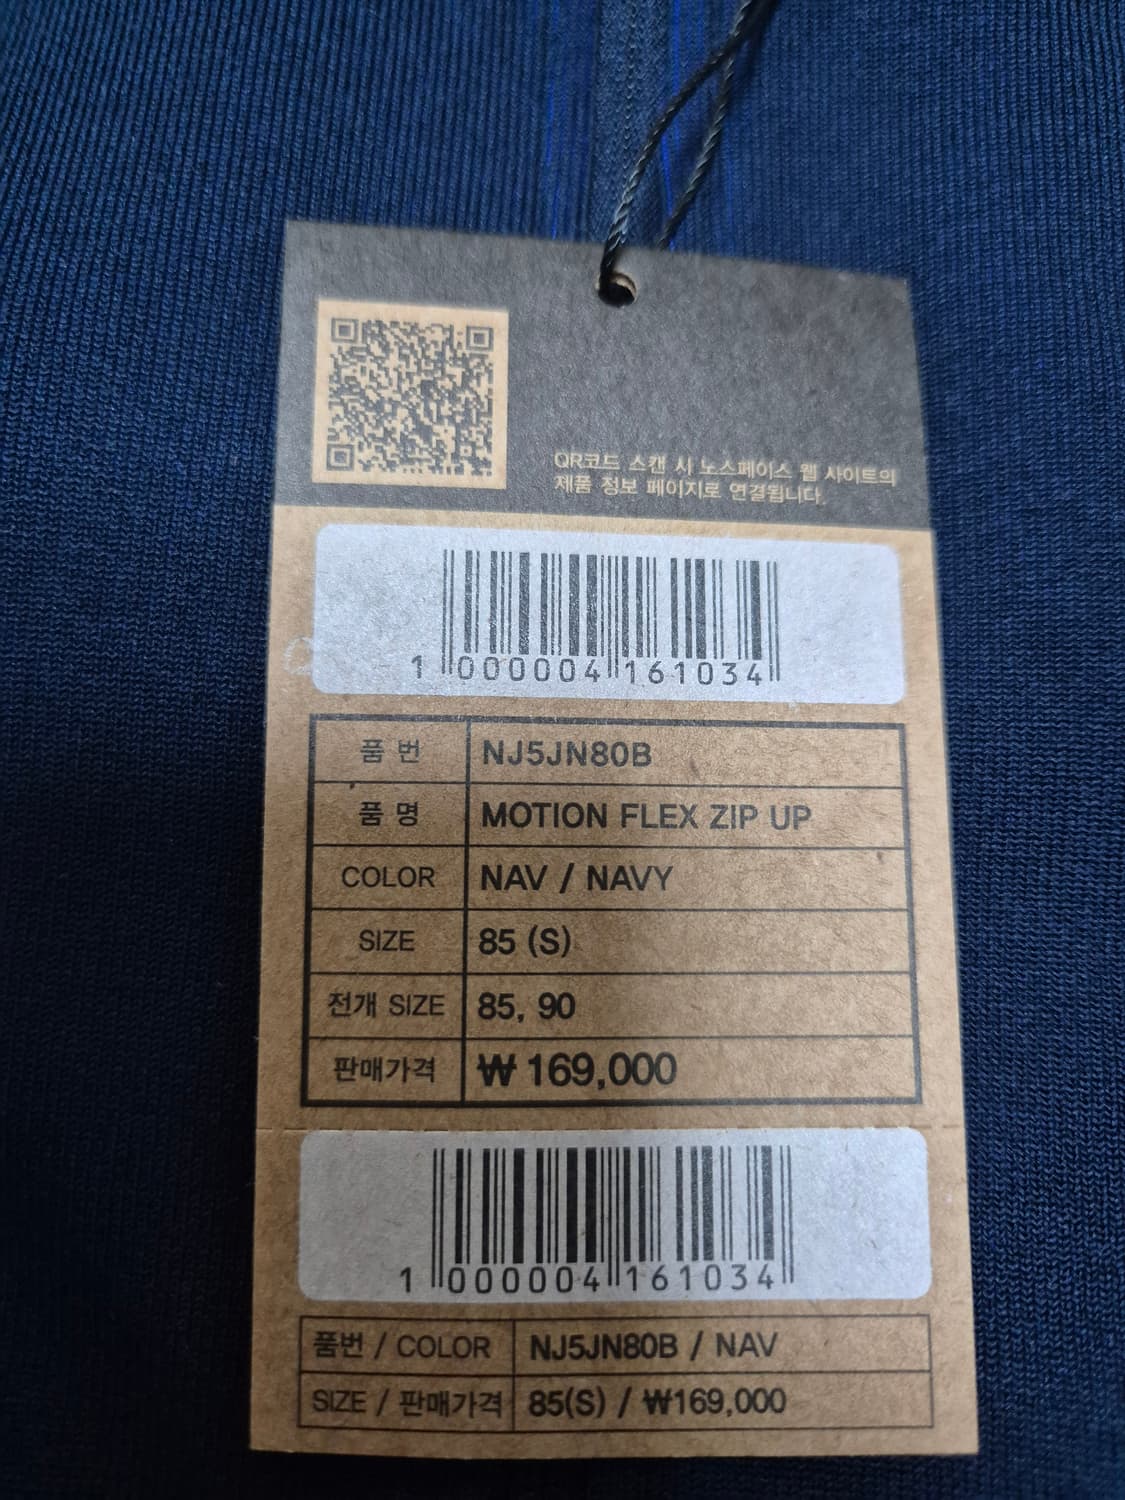 QR코드 스캔 시 노스페이스 웹 사이트의
제품 정보 페이지로 연결됩니다.
1 000004 161034
품 번 NJ5JN80B
품 명 MOTION FLEX ZIP UP
COLOR NAV / NAVY
SIZE 85 (S)
전개 SIZE 85, 90
판매가격 ₩ 169,000
1 000004 161034
품번 / COLOR NJ5JN80B / NAV
SIZE / 판매가격 85(S) / ₩169,000